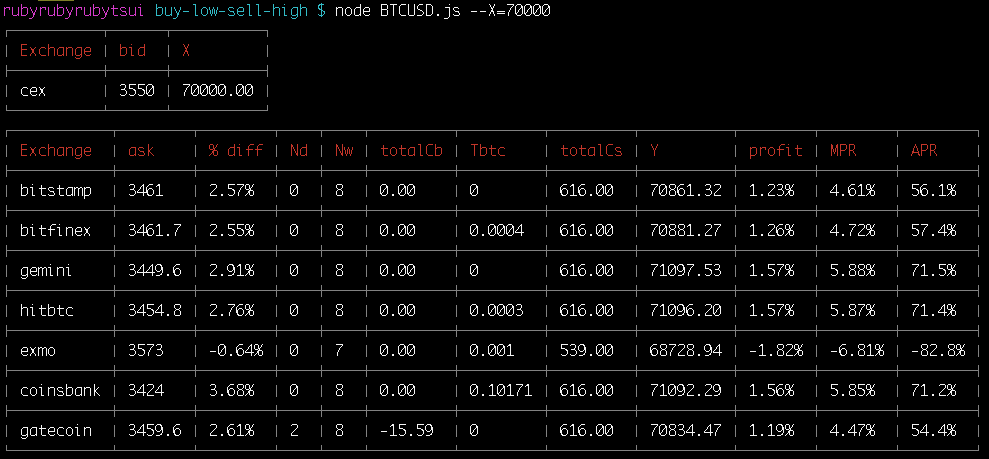 rubyrubyrubytsui buy-low-sell-high $ node BTCUSD.js --X=70000
Exchange bid X
cex 3550 70000.00
Exchange ask % diff Nd Nw totalCb Tbtc totalCs Y profit MPR APR
bitstamp 3461 2.57% 0 8 0.00 0 616.00 70861.32 1.23% 4.61% 56.1%
bitfinex 3461.7 2.55% 0 8 0.00 0.0004 616.00 70881.27 1.26% 4.72% 57.4%
gemini 3449.6 2.91% 0 8 0.00 0 616.00 71097.53 1.57% 5.88% 71.5%
hitbtc 3454.8 2.76% 0 8 0.00 0.0003 616.00 71096.20 1.57% 5.87% 71.4%
exmo 3573 -0.64% 0 7 0.00 0.001 539.00 68728.94 -1.82% -6.81% -82.8%
coinsbank 3424 3.68% 0 8 0.00 0.10171 616.00 71092.29 1.56% 5.85% 71.2%
gatecoin 3459.6 2.61% 2 8 -15.59 0 616.00 70834.47 1.19% 4.47% 54.4%